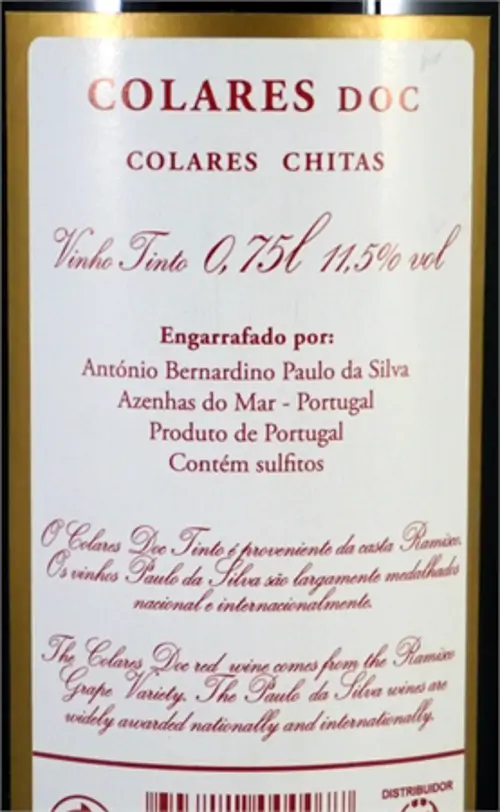 COLARES DOC
COLARES CHITAS
Vinho Tinto 0,75l 11,5% vol
Engarrafado por:
António Bernardino Paulo da Silva
Azenhas do Mar - Portugal
Produto de Portugal
Contém sulfitos
O Colares Doc Tinto é proveniente da casta Ramisco.
Os vinhos Paulo da Silva são largamente medalhados
nacional e internacionalmente.
The Colares Doc red wine comes from the Ramisco
Grape Variety. The Paulo da Silva wines are
widely awarded nationally and internationally.
DISTRIBUIDOR